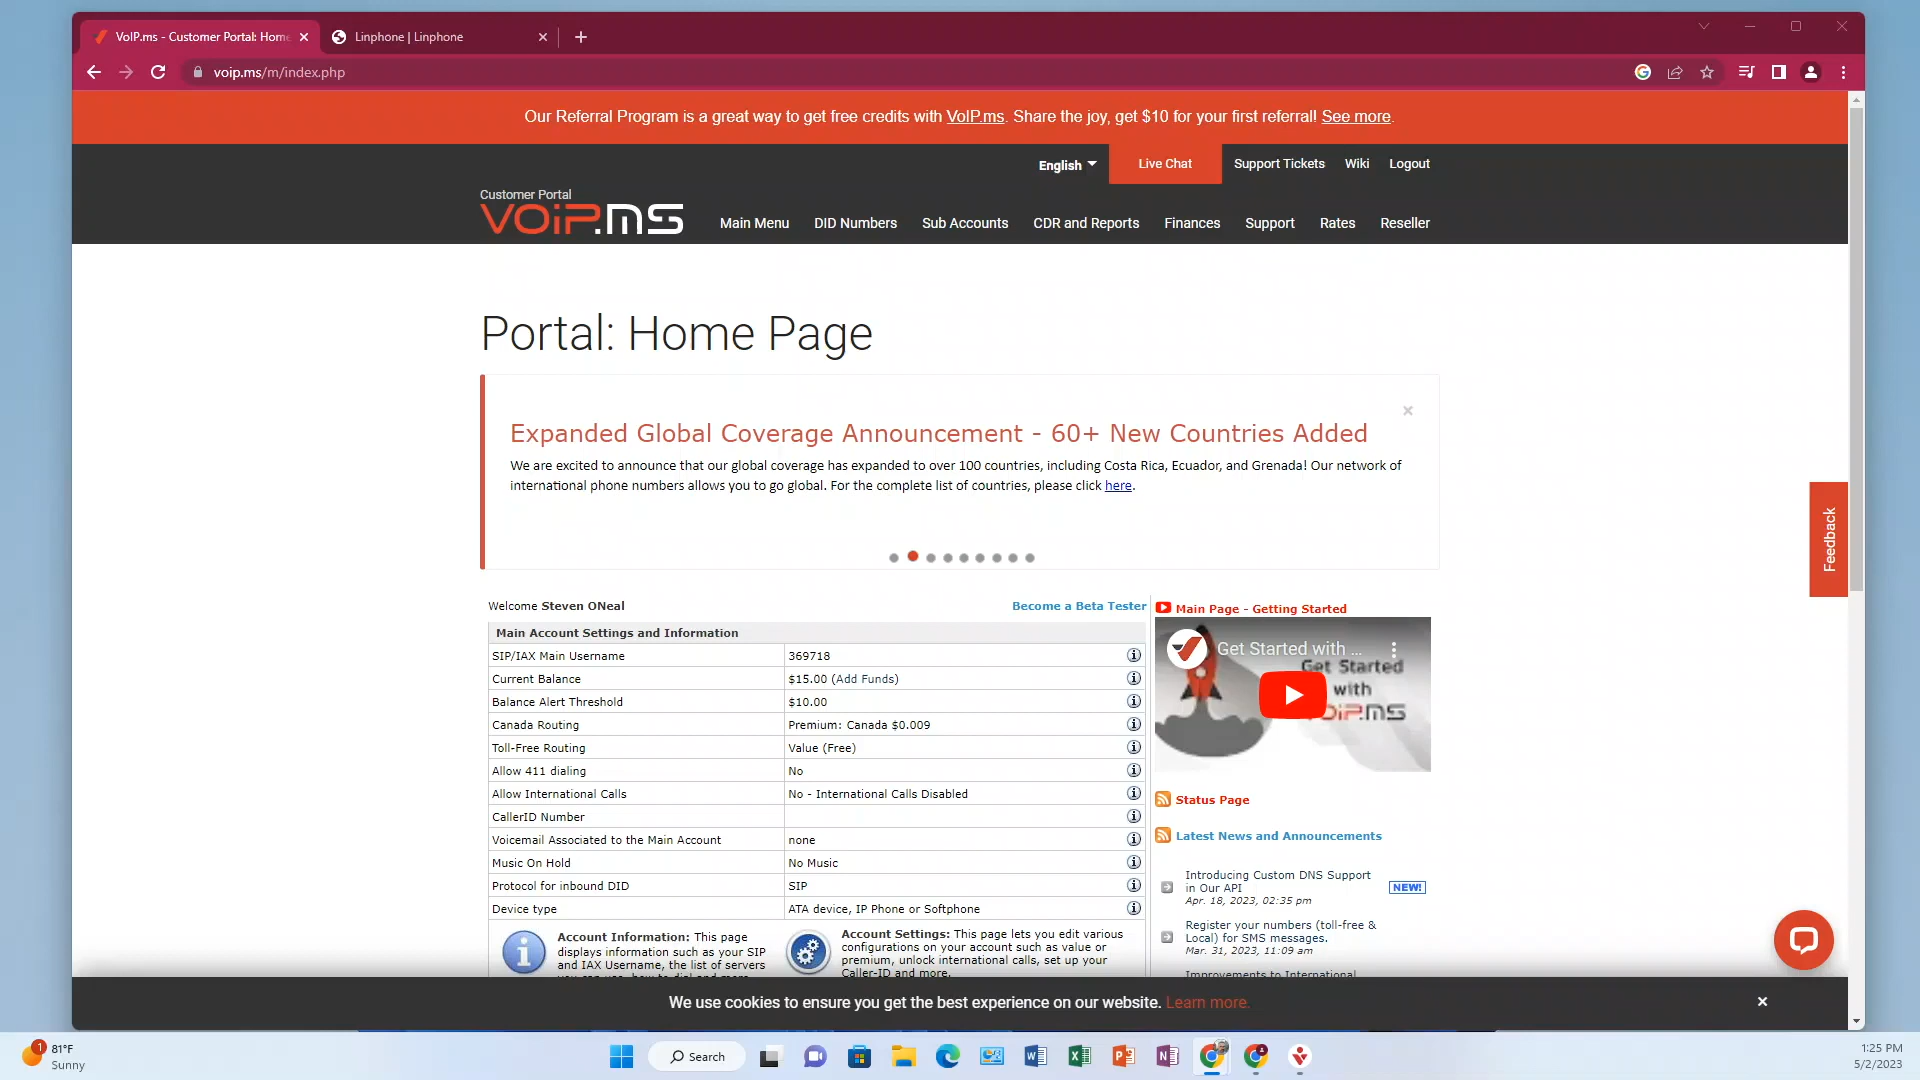 VoIP.ms - Customer Portal: Home
Linphone | Linphone
voip.ms/m/index.php
Our Referral Program is a great way to get free credits with VoIP.ms. Share the joy, get $10 for your first referral! See more.
English
Live Chat
Support Tickets
Wiki
Logout
Customer Portal
VOiP.MS
Main Menu
DID Numbers
Sub Accounts
CDR and Reports
Finances
Support
Rates
Reseller
Portal: Home Page
Expanded Global Coverage Announcement - 60+ New Countries Added
We are excited to announce that our global coverage has expanded to over 100 countries, including Costa Rica, Ecuador, and Grenada! Our network of
international phone numbers allows you to go global. For the complete list of countries, please click here.
Feedback
Welcome Steven ONeal
Become a Beta Tester
Main Account Settings and Information
SIP/IAX Main Username 369718
Current Balance $15.00 (Add Funds)
Balance Alert Threshold $10.00
Canada Routing Premium: Canada $0.009
Toll-Free Routing Value (Free)
Allow 411 dialing No
Allow International Calls No - International Calls Disabled
CallerID Number
Voicemail Associated to the Main Account none
Music On Hold No Music
Protocol for inbound DID SIP
Device type ATA device, IP Phone or Softphone
Account Information: This page
displays information such as your SIP
and IAX Username, the list of servers
Account Settings: This page lets you edit various
configurations on your account such as value or
premium, unlock international calls, set up your
Caller-ID and more.
Main Page - Getting Started
Get Started with ...
Get Started
with
VOiP.MS
Status Page
Latest News and Announcements
Introducing Custom DNS Support
in Our API
Apr. 18, 2023, 02:35 pm
NEW!
Register your numbers (toll-free &
Local) for SMS messages.
Mar. 31, 2023, 11:09 am
Improvements to International
We use cookies to ensure you get the best experience on our website. Learn more.
1
81°F
Sunny
Search
1:25 PM
5/2/2023